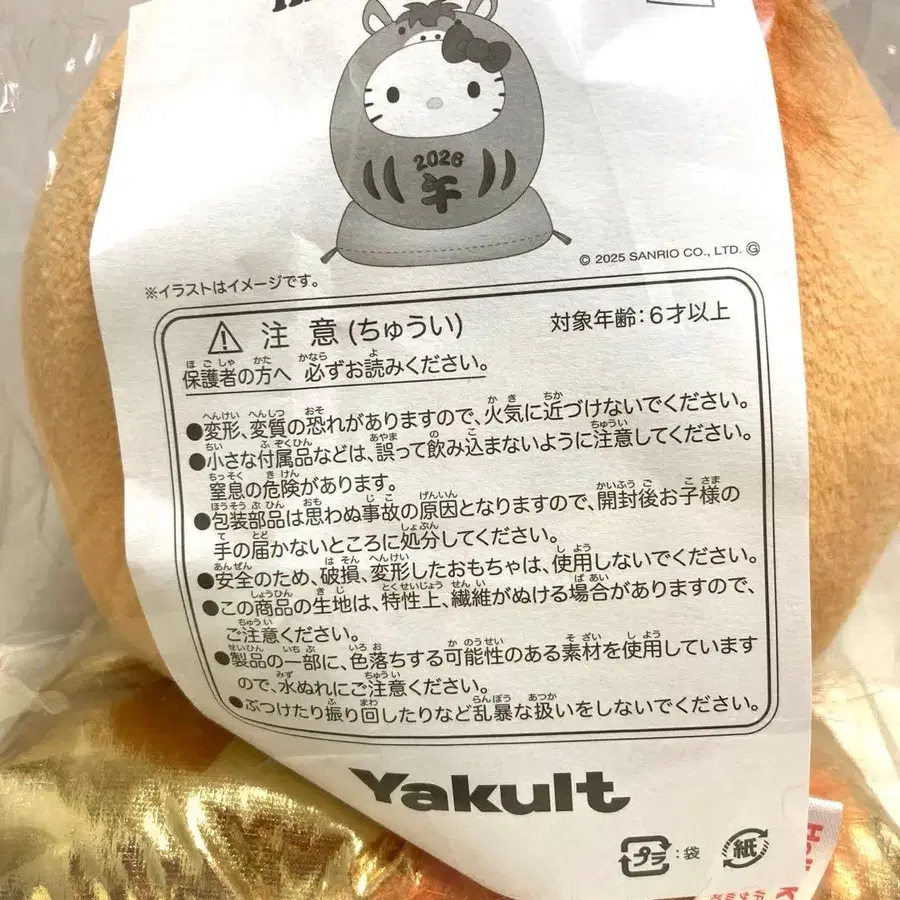 2026
午
© 2025 SANRIO CO., LTD. Ⓖ
※イラストはイメージです。
注 意 (ちゅうい)
対象年齢:6才以上
保護者の方へ 必ずお読みください。
●変形、変質の恐れがありますので、火気に近づけないでください。
●小さな付属品などは、誤って飲み込まないように注意してください。
窒息の危険があります。
●包装部品は思わぬ事故の原因となりますので、開封後お子様の
手の届かないところに処分してください。
●安全のため、破損、変形したおもちゃは、使用しないでください。
●この商品の生地は、特性上、繊維がぬける場合がありますので、
ご注意ください。
●製品の一部に、色落ちする可能性のある素材を使用しています
ので、水ぬれにご注意ください。
●ぶつけたり振り回したりなど乱暴な扱いをしないでください。
Yakult
プラ :袋
紙